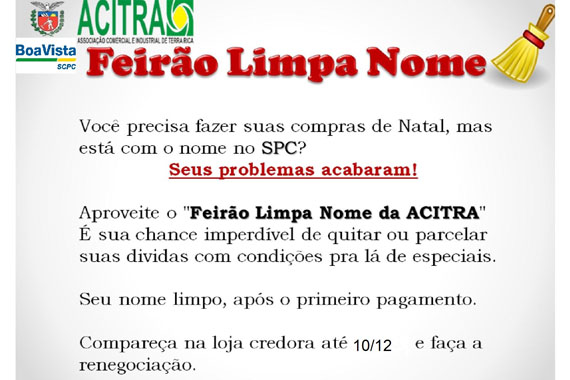 ACITRA
ASSOCIAÇÃO COMERCIAL E INDUSTRIAL DE TERRA RICA
BoaVista
SCPC
Feirão Limpa Nome
Você precisa fazer suas compras de Natal, mas
está com o nome no SPC?
Seus problemas acabaram!
Aproveite o "Feirão Limpa Nome da ACITRA"
É sua chance imperdível de quitar ou parcelar
suas dividas com condições pra lá de especiais.
Seu nome limpo, após o primeiro pagamento.
Compareça na loja credora até 10/12 e faça a
renegociação.